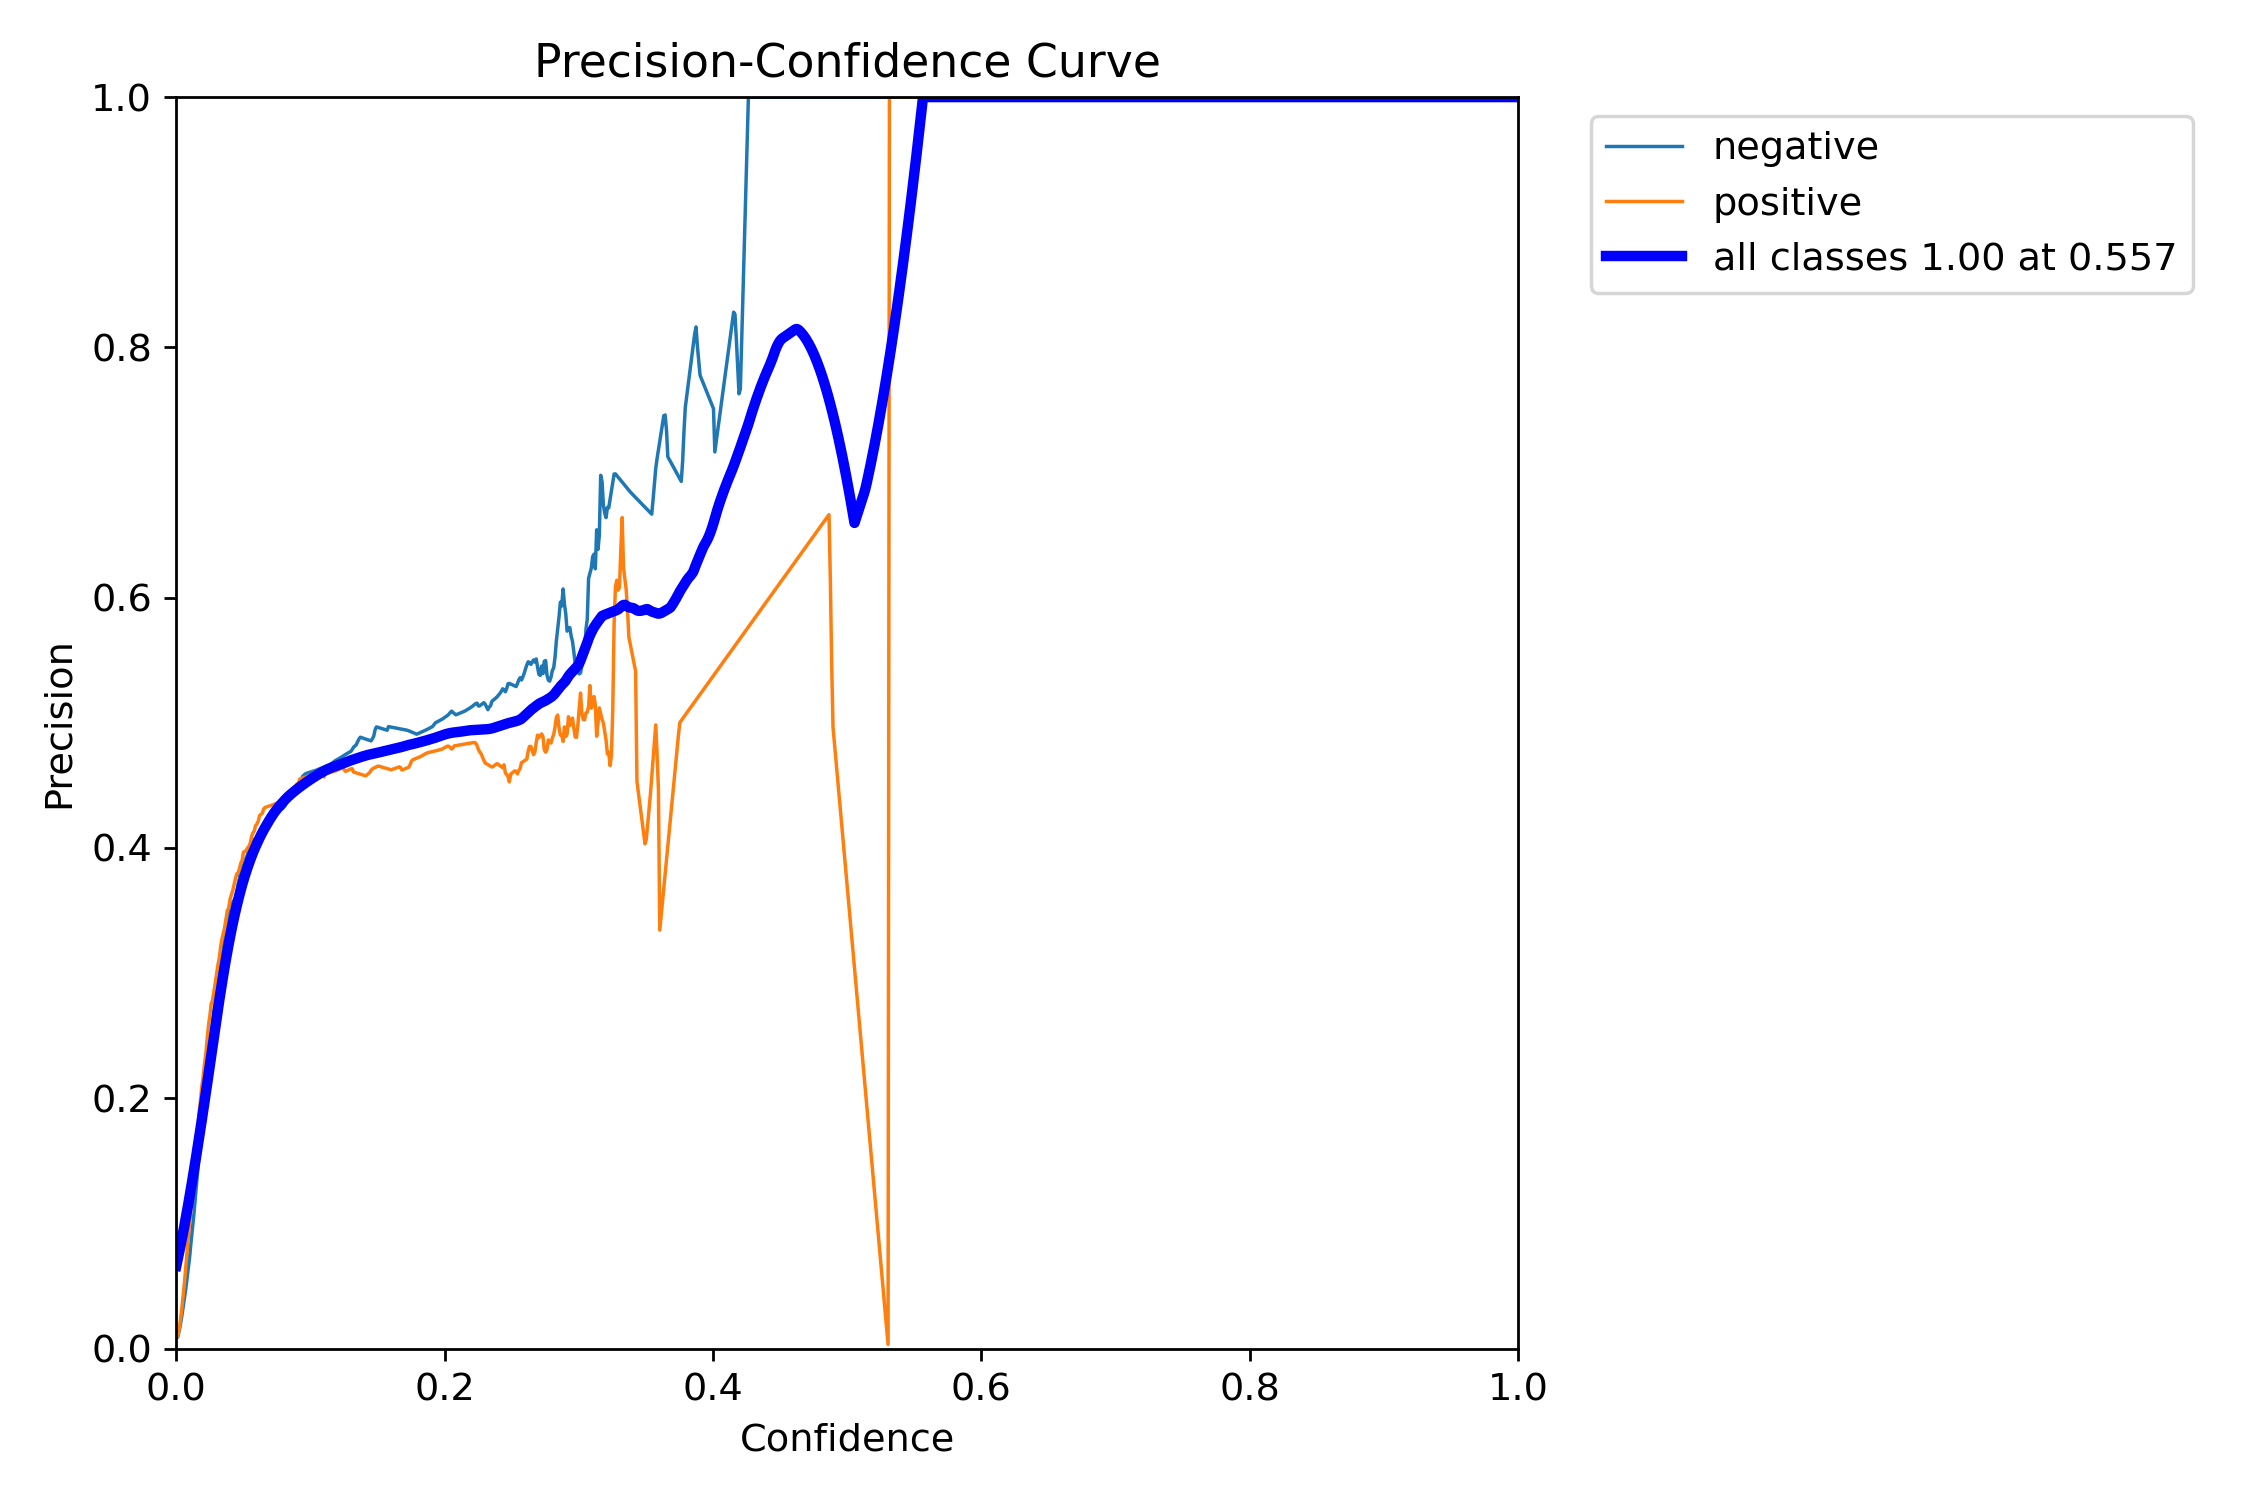 Precision-Confidence Curve
1.0
0.8
0.6
0.4
0.2
0.0
Precision
0.0 0.2 0.4 0.6 0.8 1.0
Confidence
negative
positive
all classes 1.00 at 0.557